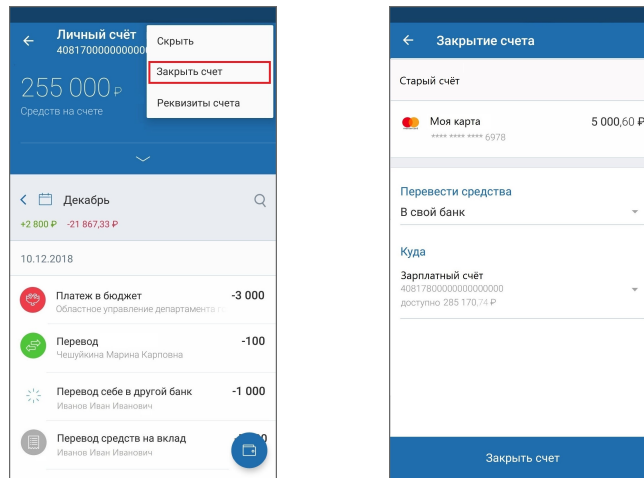 Личный счёт
40817000000000
255 000 ₽
Средств на счете
Скрыть
Закрыть счет
Реквизиты счета
Декабрь
+2 800 ₽ -21 867,33 ₽
10.12.2018
Платеж в бюджет -3 000
Областное управление департамента
Перевод -100
Чешуйкина Марина Карповна
Перевод себе в другой банк -1 000
Иванов Иван Иванович
Перевод средств на вклад
Иванов Иван Иванович
Закрытие счета
Старый счёт
Моя карта 5 000,60 ₽
**** **** **** 6978
Перевести средства
В свой банк
Куда
Зарплатный счёт
40817800000000000000
доступно 285 170,74 ₽
Закрыть счет